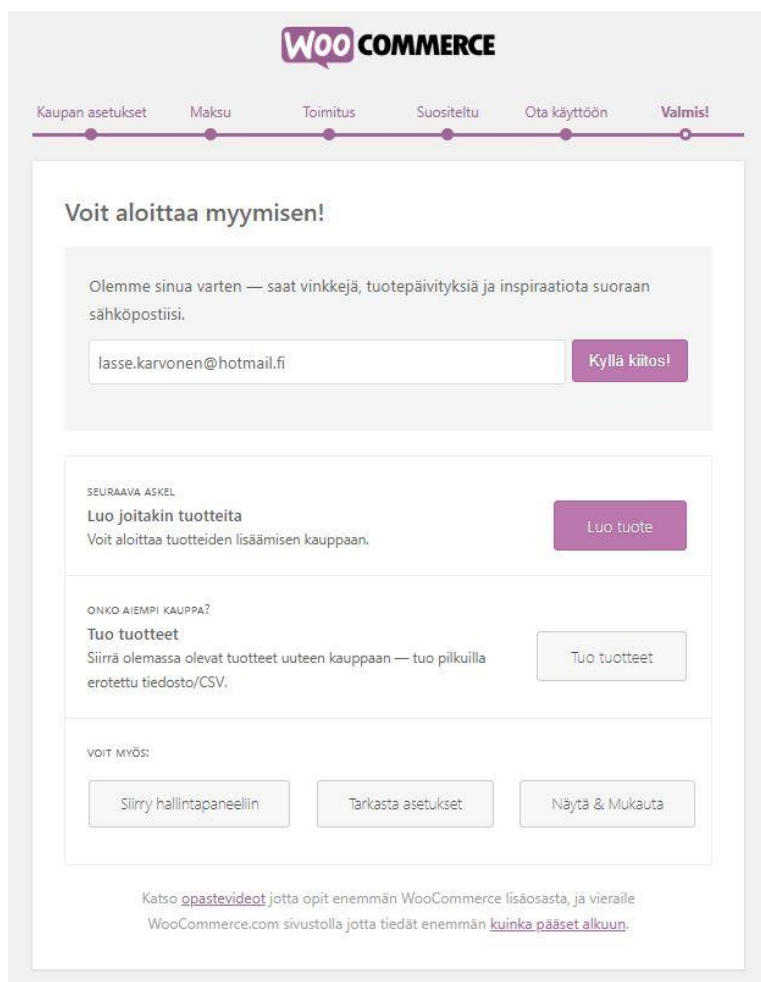 WOO COMMERCE
Kaupan asetukset Maksu Toimitus Suositeltu Ota käyttöön Valmis!
Voit aloittaa myymisen!
Olemme sinua varten — saat vinkkejä, tuotepäivityksiä ja inspiraatiota suoraan
sähköpostiisi.
lasse.karvonen@hotmail.fi Kyllä kiitos!
SEURAAVA ASKEL
Luo joitakin tuotteita
Voit aloittaa tuotteiden lisäämisen kauppaan.
Luo tuote
ONKO AIEMPI KAUPPA?
Tuo tuotteet
Siirrä olemassa olevat tuotteet uuteen kauppaan — tuo pilkuilla
erotettu tiedosto/CSV.
Tuo tuotteet
VOIT MYÖS:
Siirry hallintapaneeliin Tarkasta asetukset Näytä & Mukauta
Katso opastevideot jotta opit enemmän WooCommerce lisäosasta, ja vieraile
WooCommerce.com sivustolla jotta tiedät enemmän kuinka pääset alkuun.